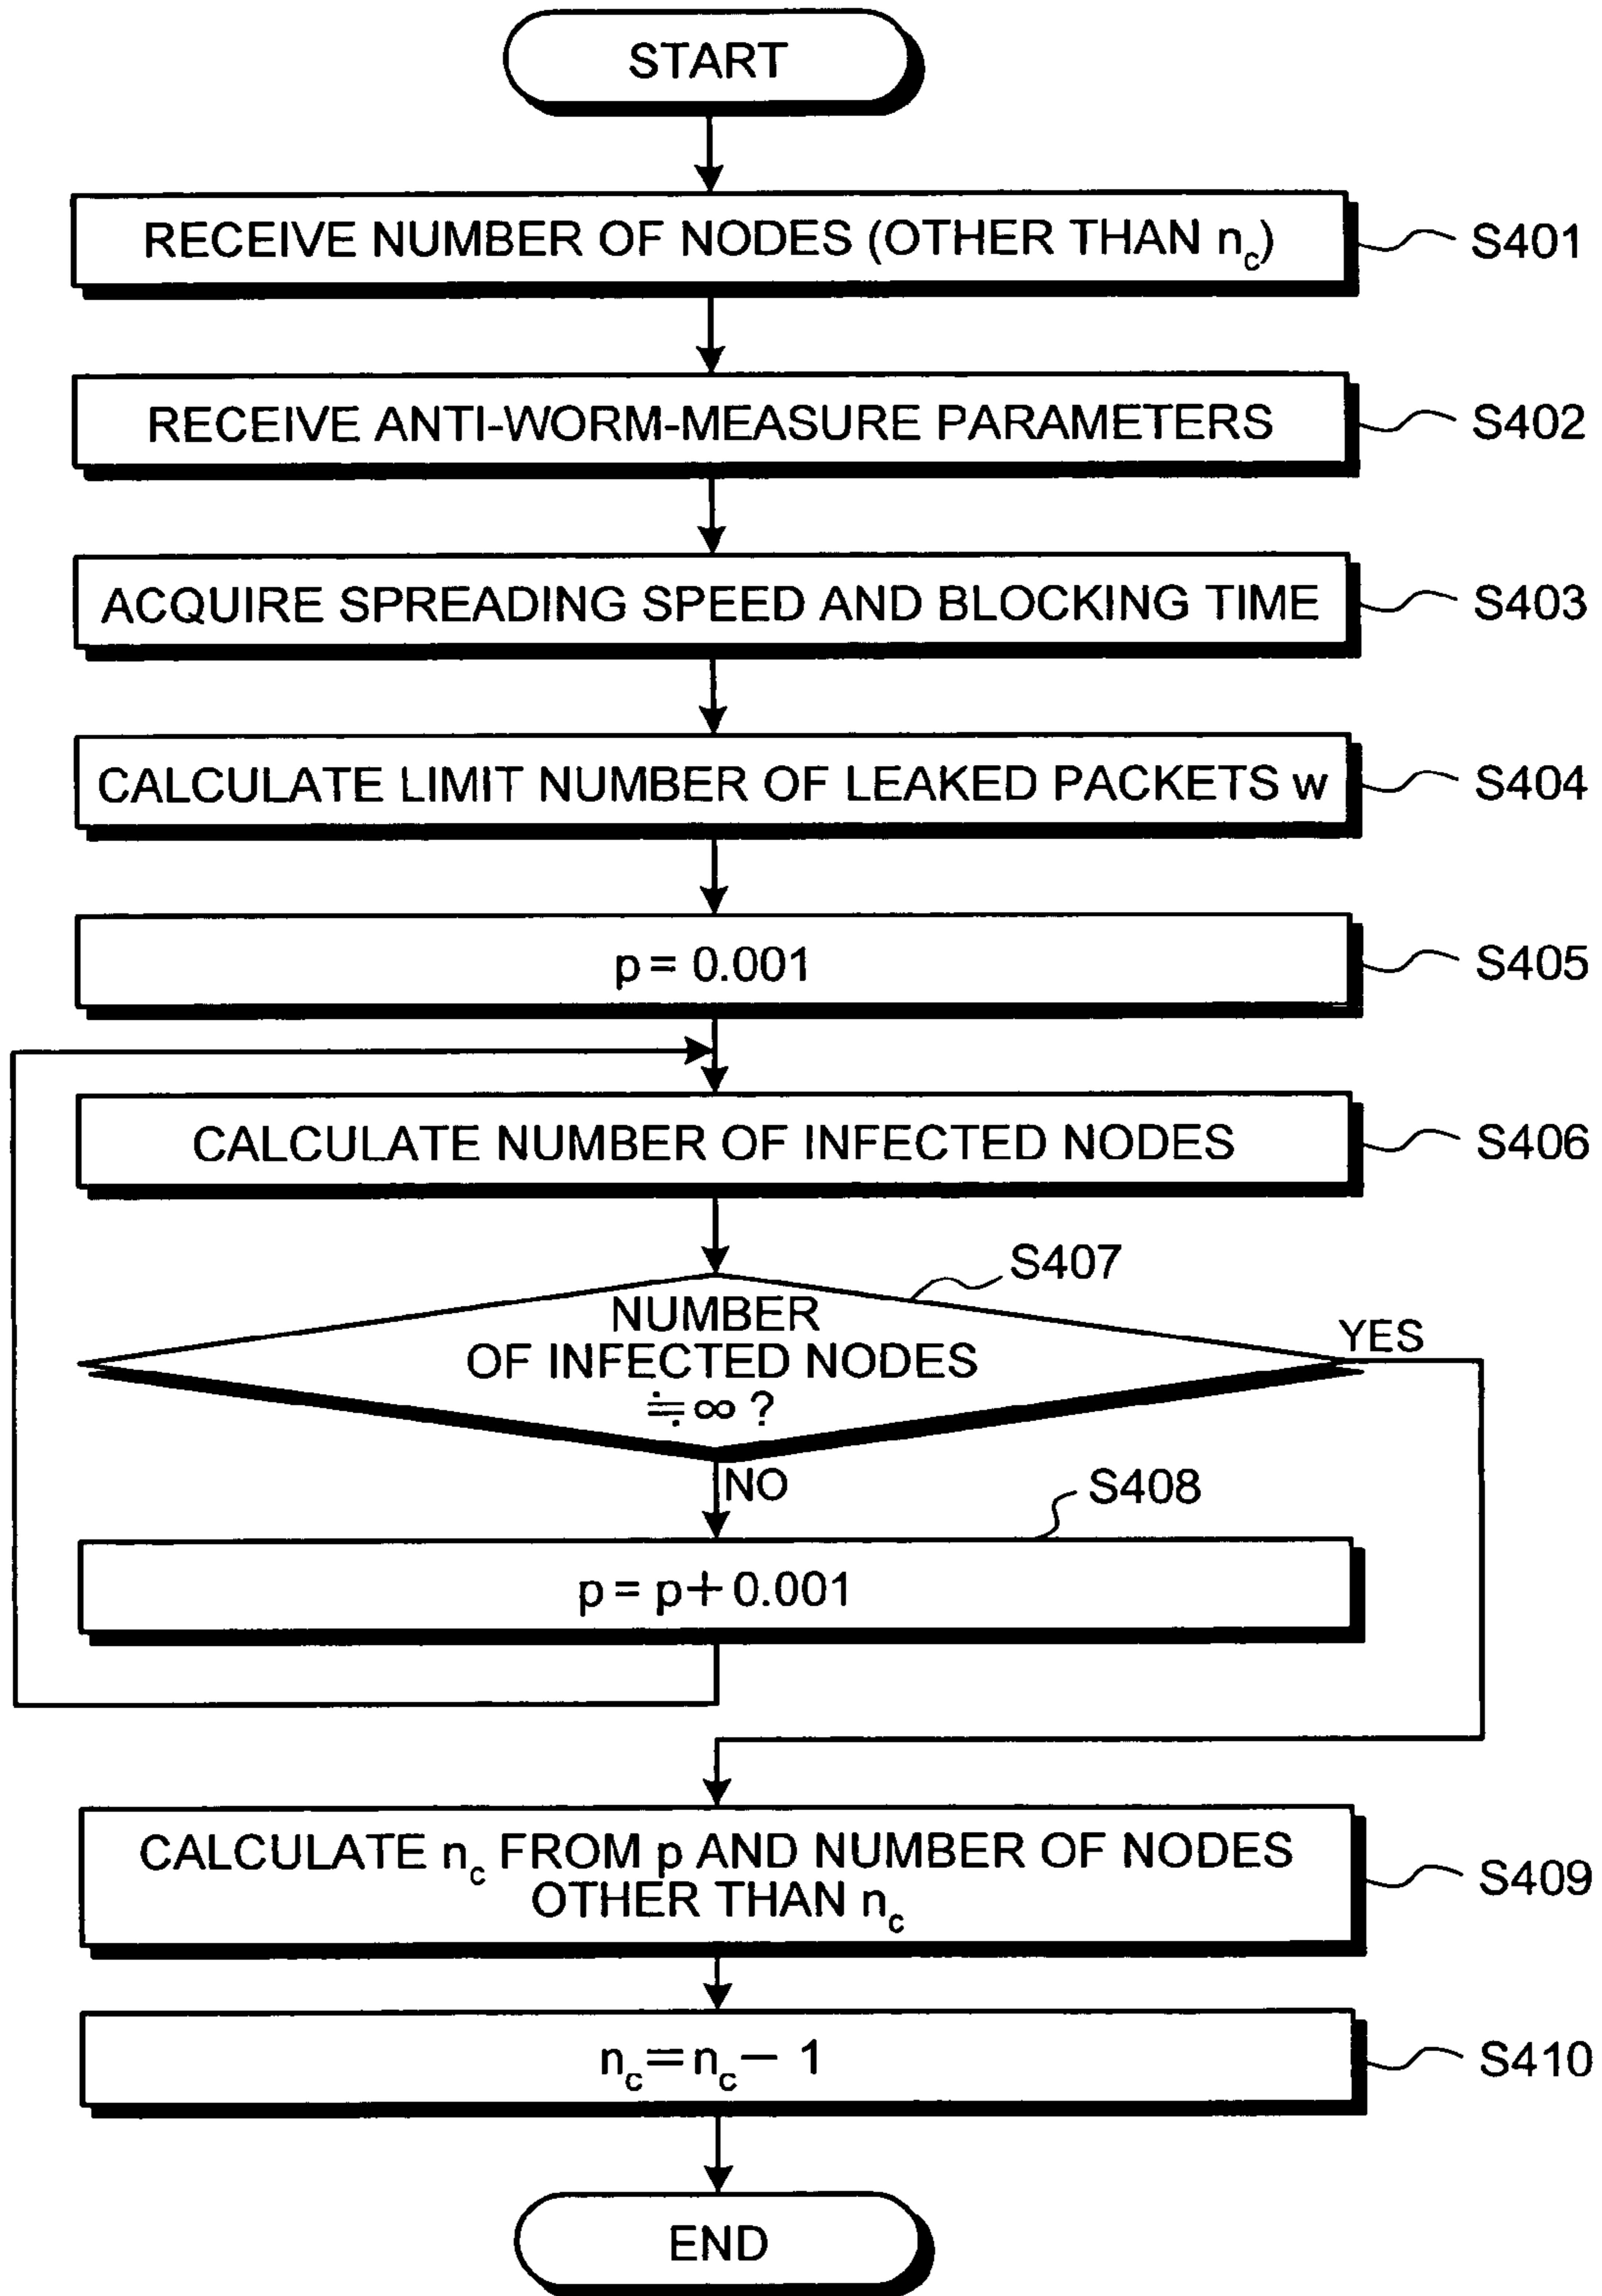 START
RECEIVE NUMBER OF NODES (OTHER THAN nc)
S401
RECEIVE ANTI-WORM-MEASURE PARAMETERS
S402
ACQUIRE SPREADING SPEED AND BLOCKING TIME
S403
CALCULATE LIMIT NUMBER OF LEAKED PACKETS w
S404
p = 0.001
S405
CALCULATE NUMBER OF INFECTED NODES
S406
S407
NUMBER
OF INFECTED NODES
≒∞ ?
YES
NO
S408
p = p + 0.001
CALCULATE nc FROM p AND NUMBER OF NODES
OTHER THAN nc
S409
nc = nc − 1
S410
END